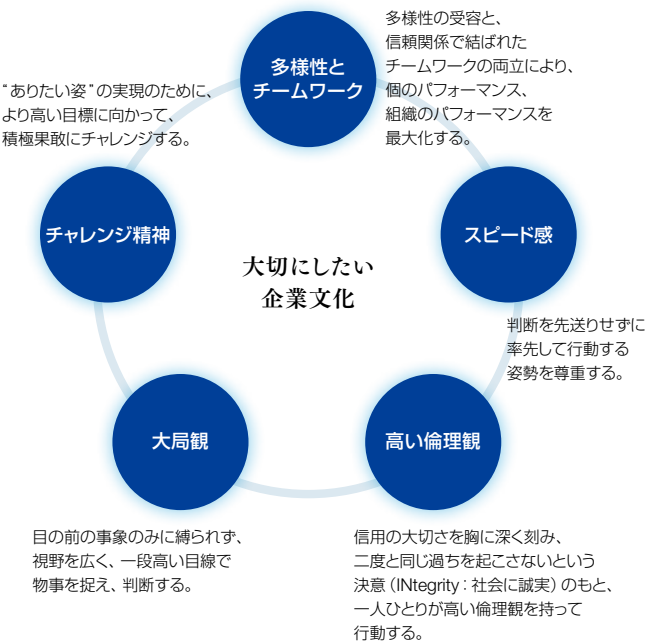 多様性と
チームワーク
多様性の受容と、
信頼関係で結ばれた
チームワークの両立により、
個のパフォーマンス、
組織のパフォーマンスを
最大化する。
スピード感
判断を先送りせずに
率先して行動する
姿勢を尊重する。
高い倫理観
信用の大切さを胸に深く刻み、
二度と同じ過ちを起こさないという
決意（INtegrity：社会に誠実）のもと、
一人ひとりが高い倫理観を持って
行動する。
大局観
目の前の事象のみに縛られず、
視野を広く、一段高い目線で
物事を捉え、判断する。
チャレンジ精神
“ありたい姿”の実現のために、
より高い目標に向かって、
積極果敢にチャレンジする。
大切にしたい
企業文化